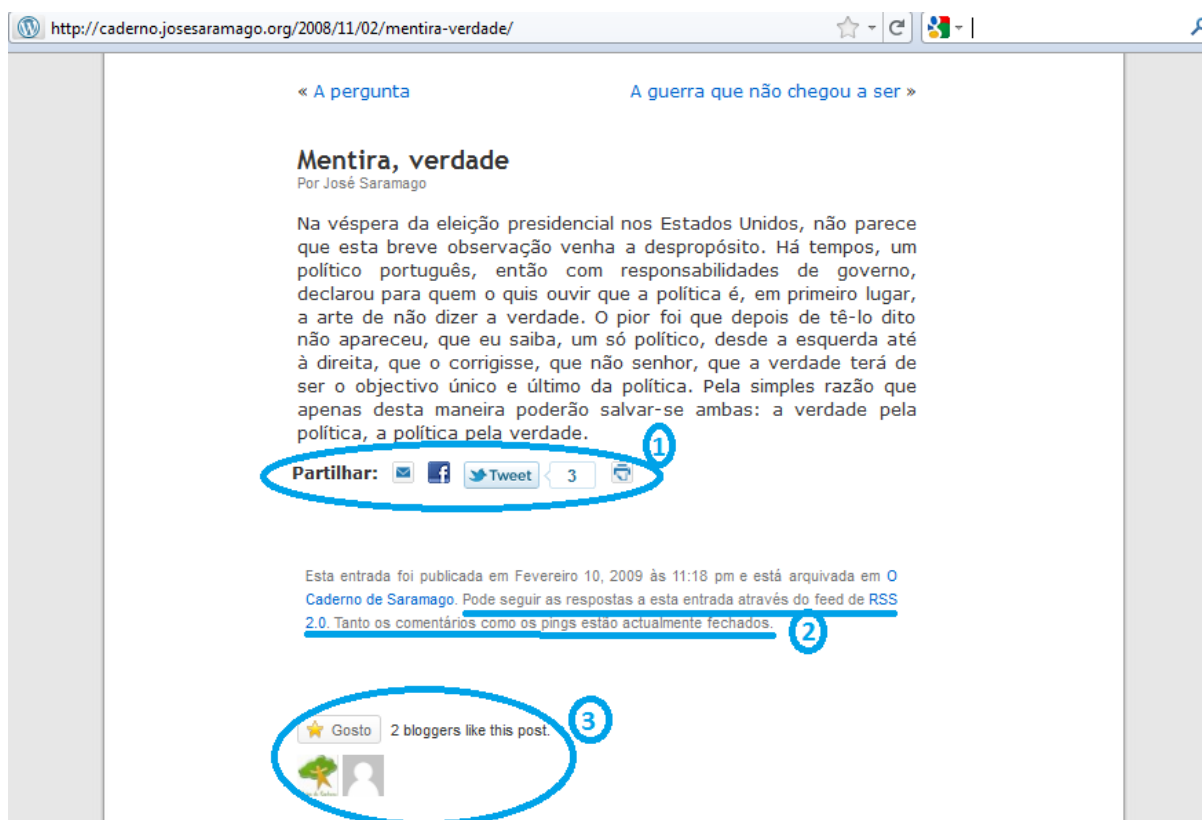 http://caderno.josesaramago.org/2008/11/02/mentira-verdade/
« A pergunta
A guerra que não chegou a ser »
Mentira, verdade
Por José Saramago
Na véspera da eleição presidencial nos Estados Unidos, não parece
que esta breve observação venha a despropósito. Há tempos, um
político português, então com responsabilidades de governo,
declarou para quem o quis ouvir que a política é, em primeiro lugar,
a arte de não dizer a verdade. O pior foi que depois de tê-lo dito
não apareceu, que eu saiba, um só político, desde a esquerda até
à direita, que o corrigisse, que não senhor, que a verdade terá de
ser o objectivo único e último da política. Pela simples razão que
apenas desta maneira poderão salvar-se ambas: a verdade pela
política, a política pela verdade.
1
Partilhar: f Tweet 3
Esta entrada foi publicada em Fevereiro 10, 2009 às 11:18 pm e está arquivada em O
Caderno de Saramago. Pode seguir as respostas a esta entrada através do feed de RSS
2.0. Tanto os comentários como os pings estão actualmente fechados.
2
3
Gosto 2 bloggers like this post.